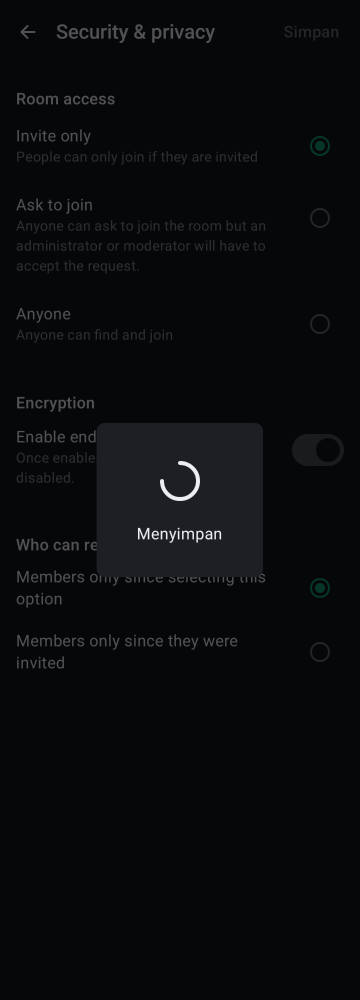 Security & privacy
Simpan
Room access
Invite only
People can only join if they are invited
Ask to join
Anyone can ask to join the room but an
administrator or moderator will have to
accept the request.
Anyone
Anyone can find and join
Encryption
Enable end
Once enable
disabled.
Menyimpan
Who can re
Members only since selecting this
option
Members only since they were
invited